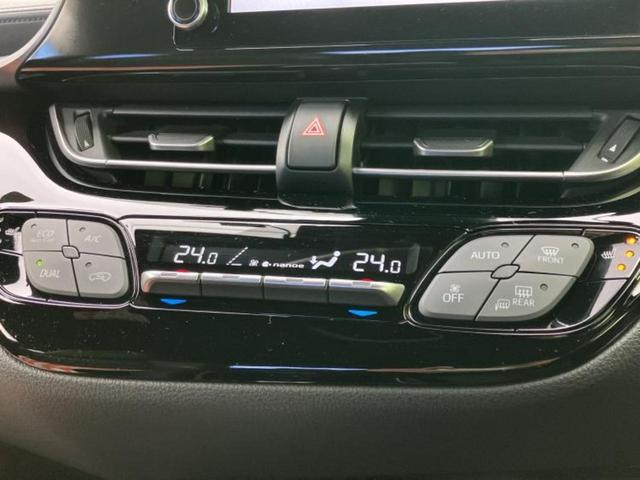 ECO A/C
DUAL
24.0 nanoe 24.0
AUTO FRONT
OFF REAR